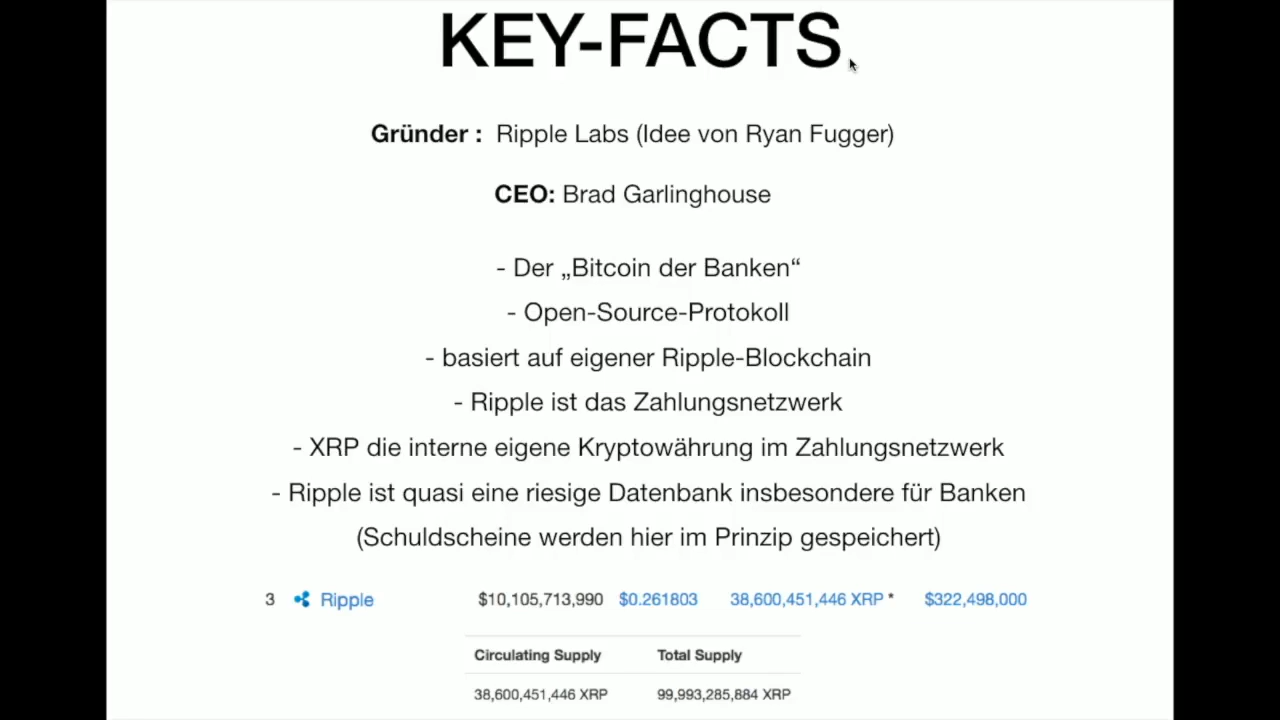 KEY-FACTS
Gründer : Ripple Labs (Idee von Ryan Fugger)
CEO: Brad Garlinghouse
- Der „Bitcoin der Banken“
- Open-Source-Protokoll
- basiert auf eigener Ripple-Blockchain
- Ripple ist das Zahlungsnetzwerk
- XRP die interne eigene Kryptowährung im Zahlungsnetzwerk
- Ripple ist quasi eine riesige Datenbank insbesondere für Banken
(Schuldscheine werden hier im Prinzip gespeichert)
3 Ripple $10,105,713,990 $0.261803 38,600,451,446 XRP * $322,498,000
Circulating Supply Total Supply
38,600,451,446 XRP 99,993,285,884 XRP